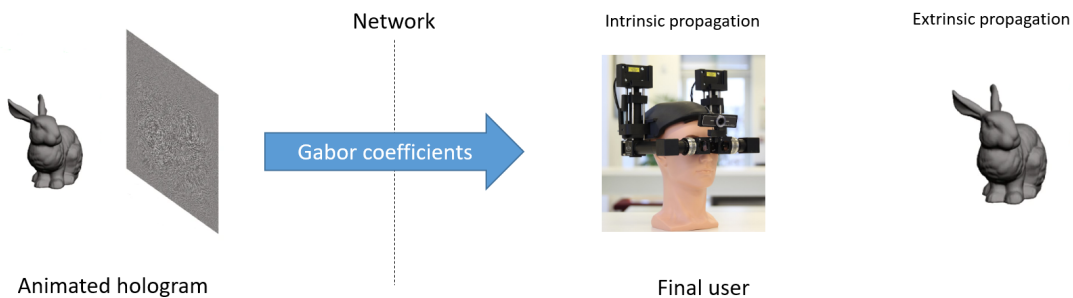 Network
Intrinsic propagation
Extrinsic propagation
Gabor coefficients
Animated hologram
Final user